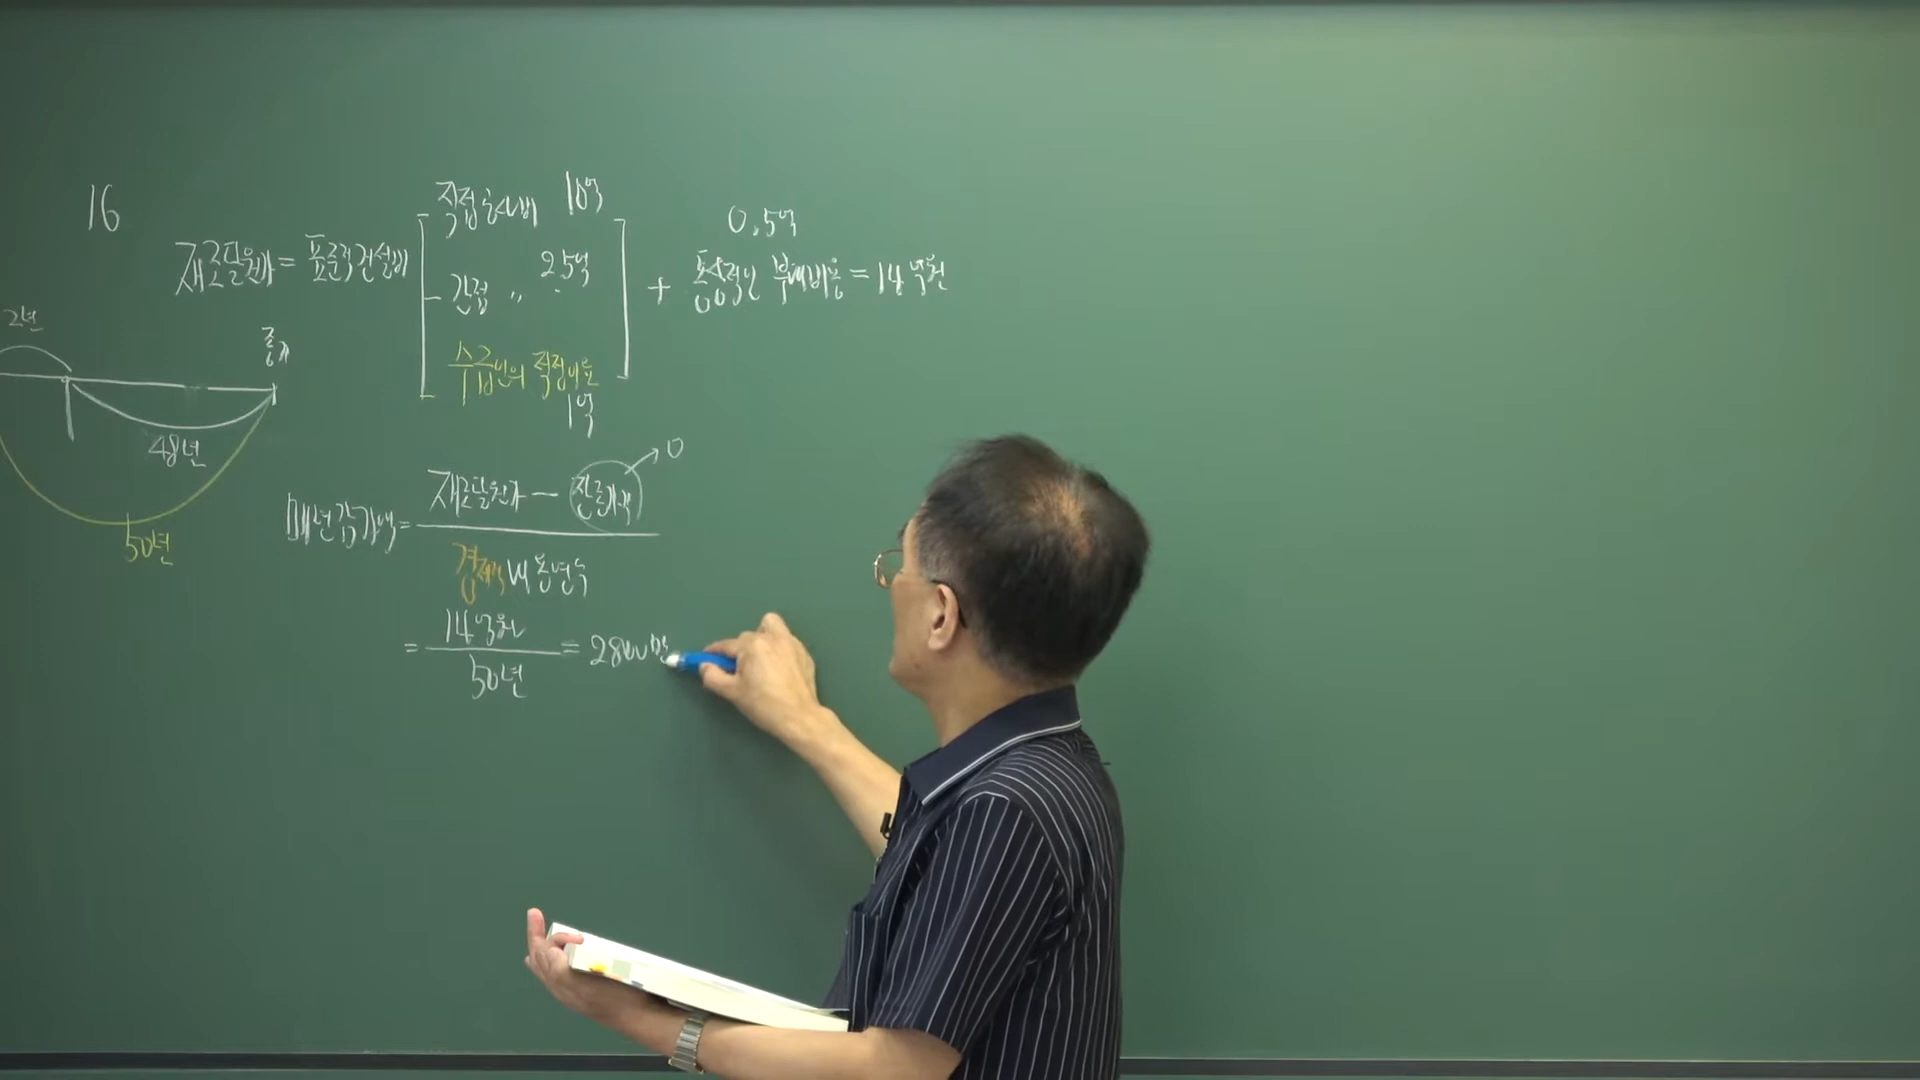 16
직접공사비 10억
재조달원가 = 표준적건설비
간접 〃 2.5억
수급인의 적정이윤
1억
0.5억
+ 통상적인 부대비용 = 14억원
2년
48년
50년
매년감가액 = 재조달원가 - 잔존가격 → 0
경제적 내용년수
= 14억원
50년
= 2800만